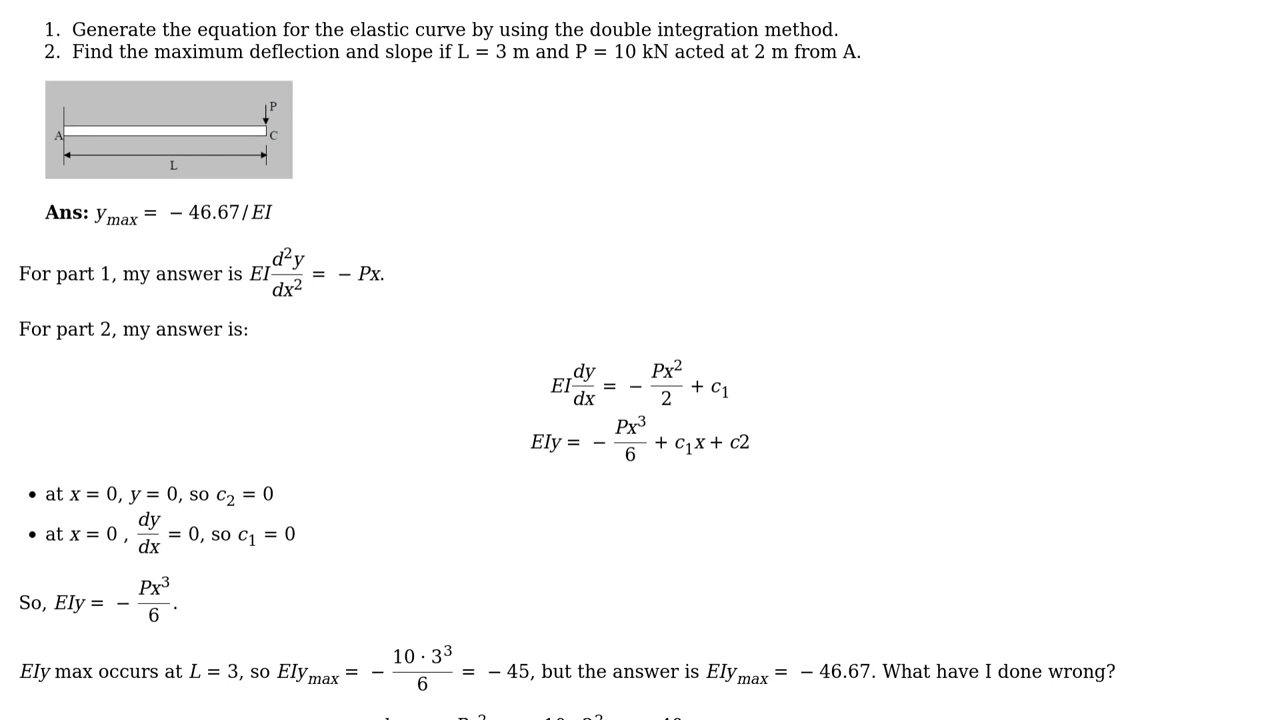 1. Generate the equation for the elastic curve by using the double integration method.
2. Find the maximum deflection and slope if L = 3 m and P = 10 kN acted at 2 m from A.
P
A
C
L
Ans: y_max = − 46.67/EI
For part 1, my answer is EI d²y/dx² = − Px.
For part 2, my answer is:
EI dy/dx = − Px²/2 + c₁
EIy = − Px³/6 + c₁x + c2
• at x = 0, y = 0, so c₂ = 0
• at x = 0 , dy/dx = 0, so c₁ = 0
So, EIy = − Px³/6 .
EIy max occurs at L = 3, so EIy_max = − 10 · 3³/6 = − 45, but the answer is EIy_max = − 46.67. What have I done wrong?